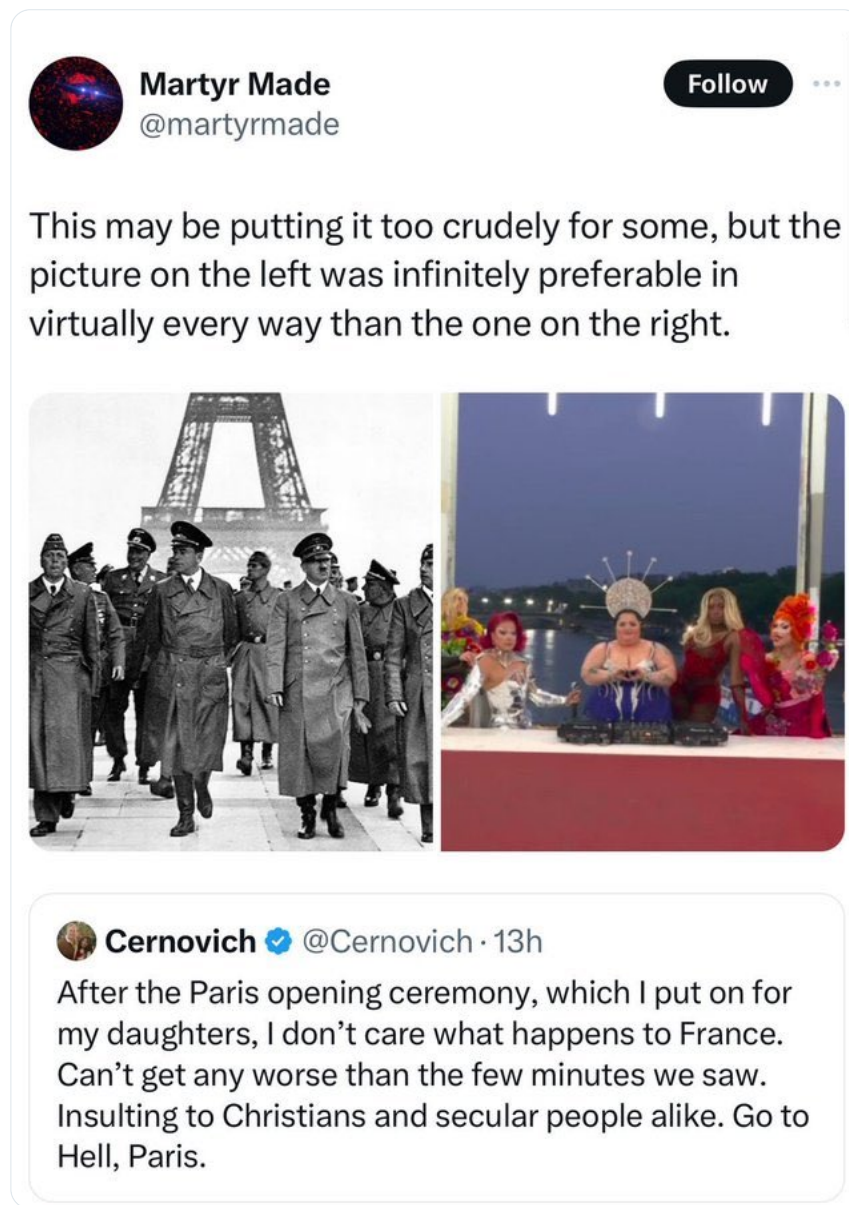 Martyr Made
Follow
@martyrmade
This may be putting it too crudely for some, but the
picture on the left was infinitely preferable in
virtually every way than the one on the right.
Cernovich @Cernovich · 13h
After the Paris opening ceremony, which I put on for
my daughters, I don’t care what happens to France.
Can’t get any worse than the few minutes we saw.
Insulting to Christians and secular people alike. Go to
Hell, Paris.